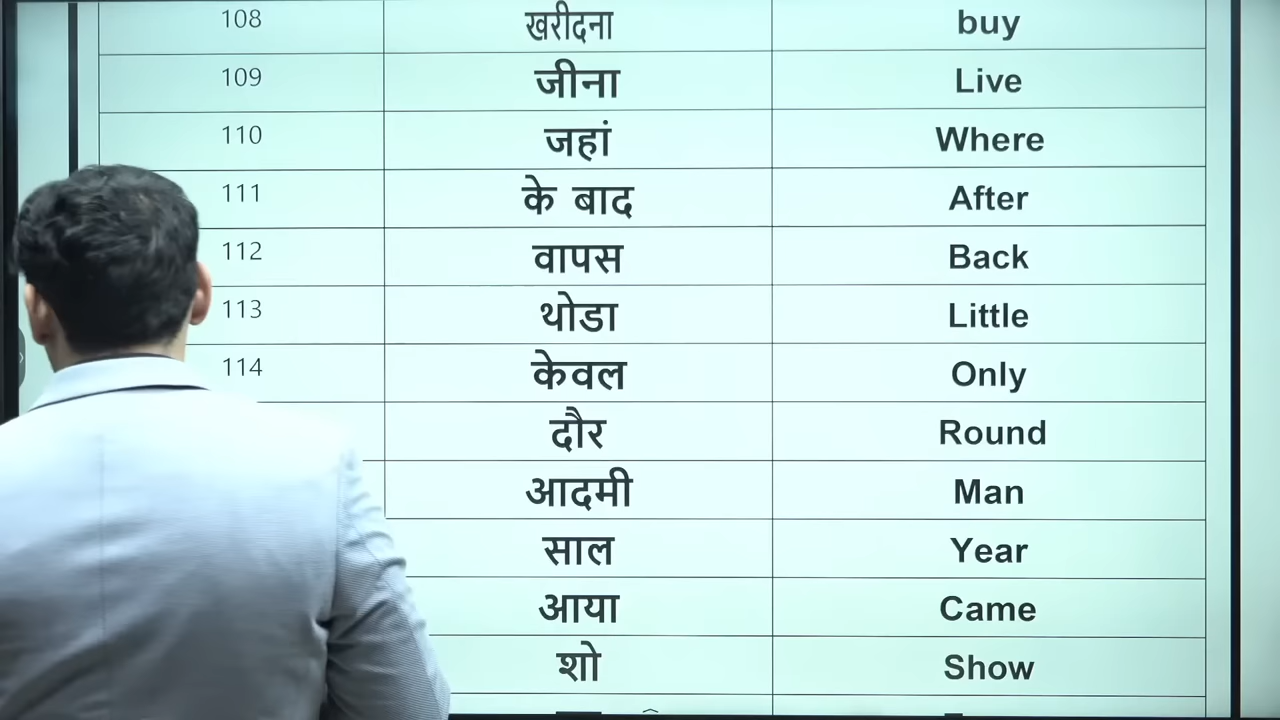 108 खरीदना buy
109 जीना Live
110 जहां Where
111 के बाद After
112 वापस Back
113 थोडा Little
114 केवल Only
दौर Round
आदमी Man
साल Year
आया Came
शो Show